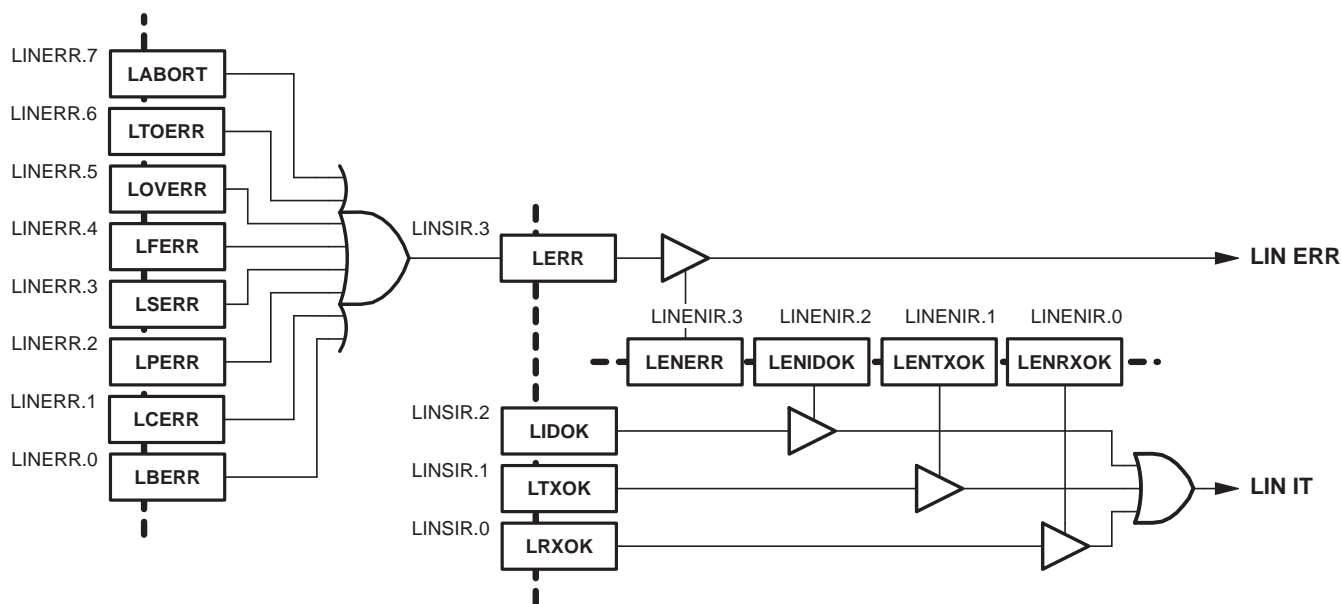 LINERR.7
LABORT
LINERR.6
LTOERR
LINERR.5
LOVERR
LINERR.4
LFERR
LINERR.3
LSERR
LINERR.2
LPERR
LINERR.1
LCERR
LINERR.0
LBERR
LINSIR.3
LERR
LIN ERR
LINENIR.3 LINENIR.2 LINENIR.1 LINENIR.0
LENERR LENIDOK LENTXOK LENRXOK
LINSIR.2
LIDOK
LINSIR.1
LTXOK
LIN IT
LINSIR.0
LRXOK